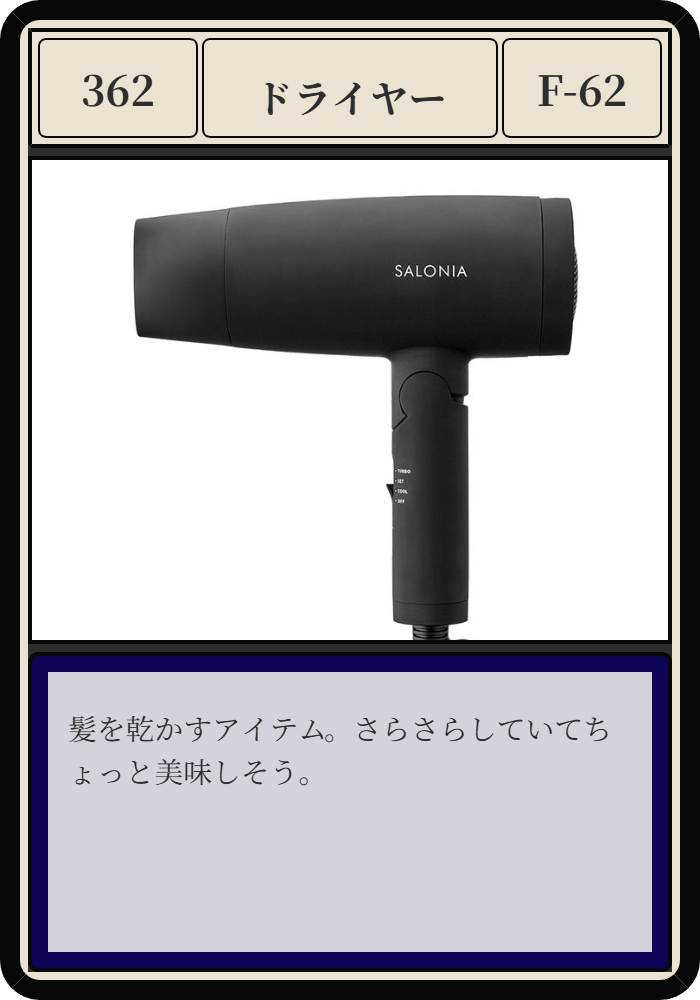 362
ドライヤー
F-62
SALONIA
TURBO
SET
COOL
OFF
髪を乾かすアイテム。さらさらしていてち
ょっと美味しそう。